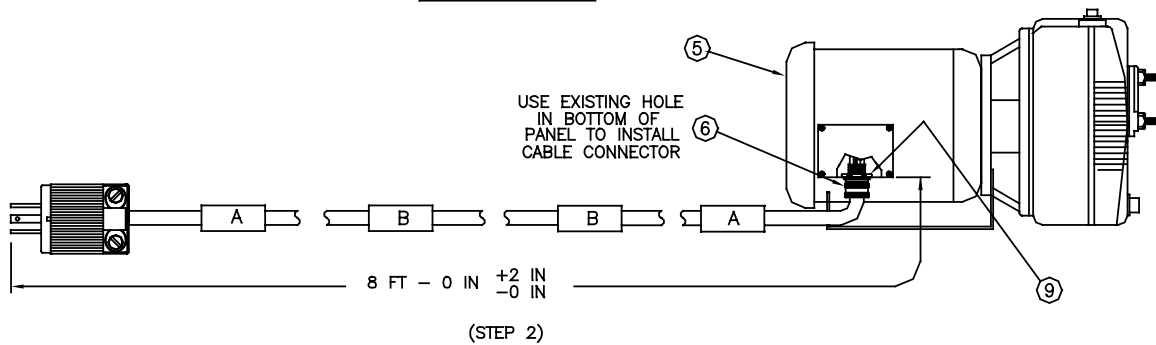 5
USE EXISTING HOLE
IN BOTTOM OF
PANEL TO INSTALL
CABLE CONNECTOR
6
A
B
B
A
8 FT - 0 IN +2 IN
-0 IN
9
(STEP 2)